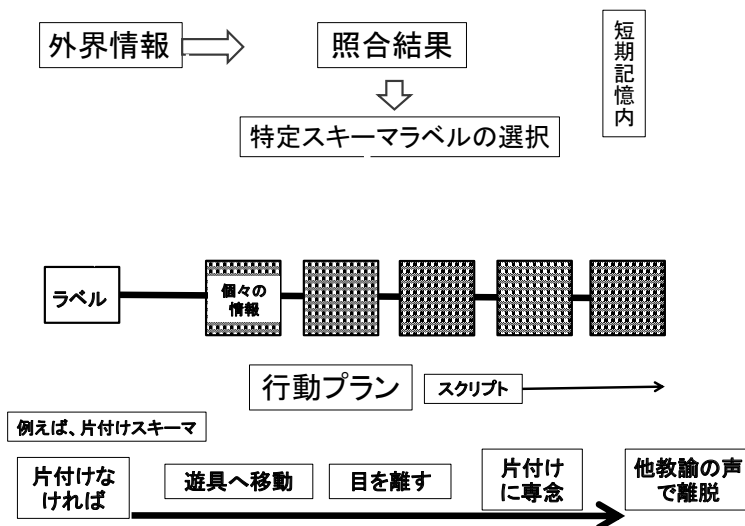 外界情報
照合結果
短期記憶内
特定スキーマラベルの選択
ラベル
個々の
情報
行動プラン
スクリプト
例えば、片付けスキーマ
片付けな
ければ
遊具へ移動
目を離す
片付け
に専念
他教諭の声
で離脱